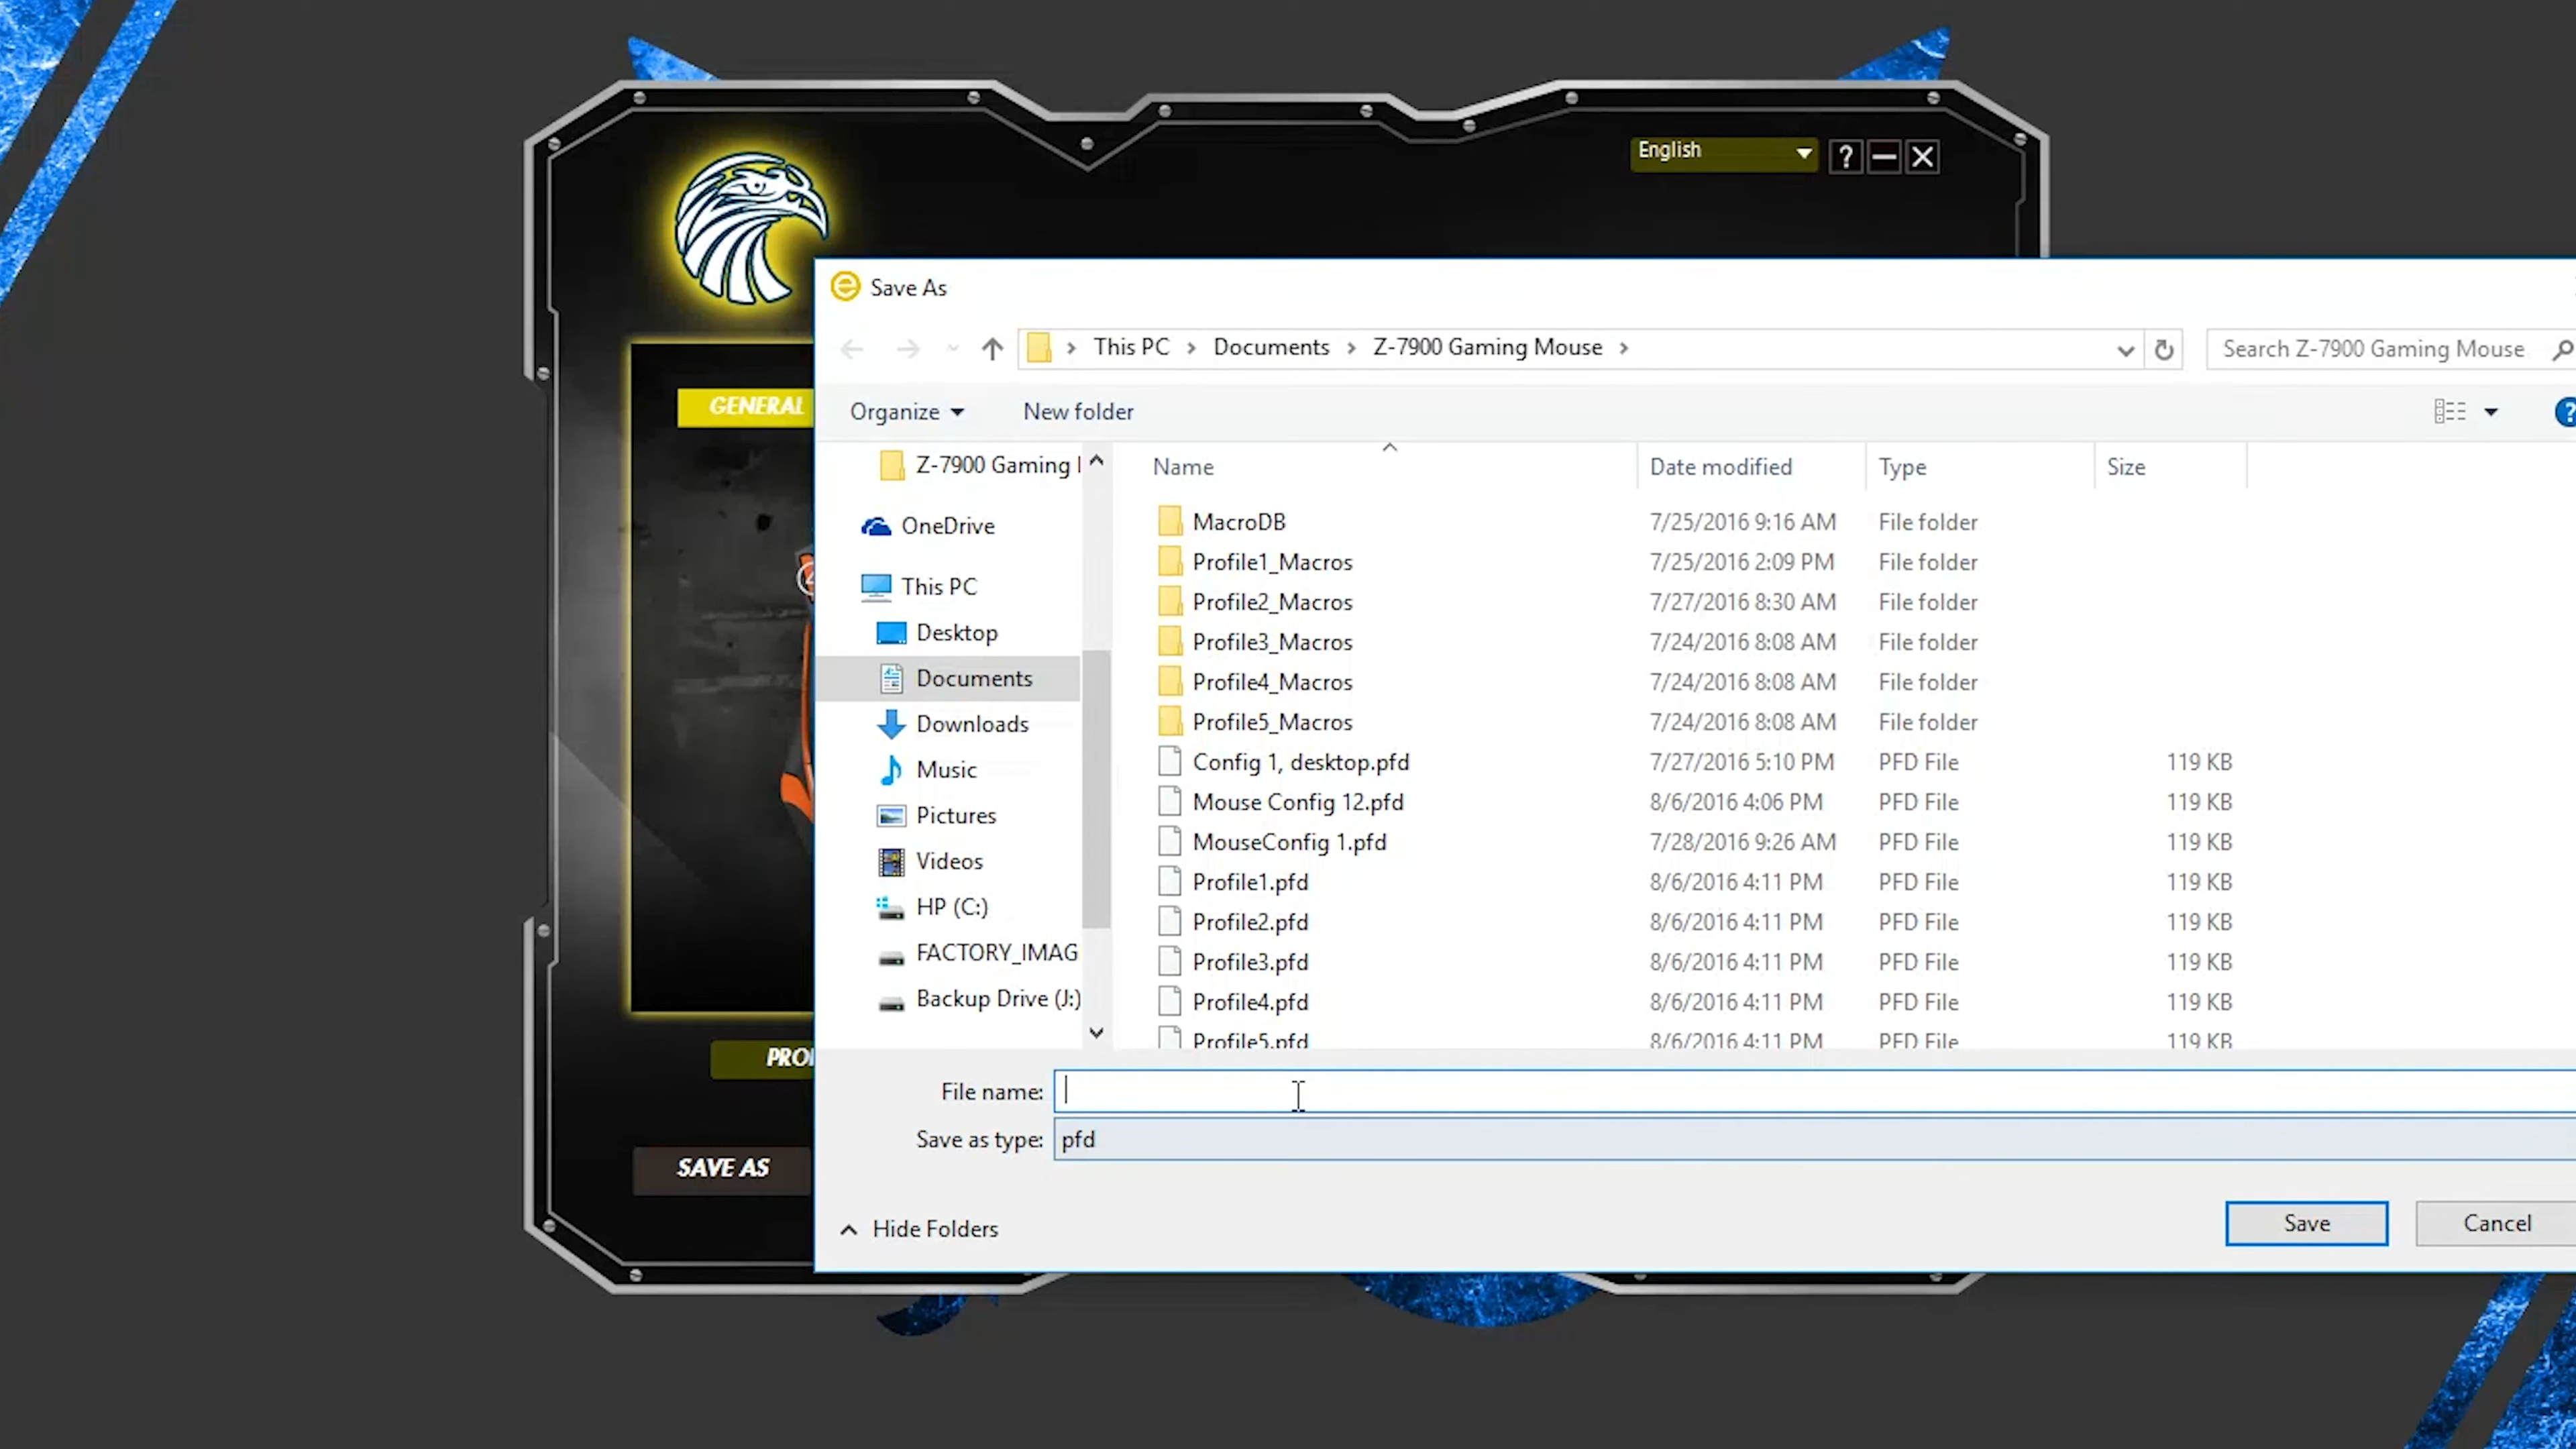 English
?
Save As
This PC > Documents > Z-7900 Gaming Mouse >
Search Z-7900 Gaming Mouse
Organize
New folder
?
GENERAL
Name
Date modified
Type
Size
Z-7900 Gaming
OneDrive
This PC
Desktop
Documents
Downloads
Music
Pictures
Videos
HP (C:)
FACTORY_IMAG
Backup Drive (J:)
MacroDB 7/25/2016 9:16 AM File folder
Profile1_Macros 7/25/2016 2:09 PM File folder
Profile2_Macros 7/27/2016 8:30 AM File folder
Profile3_Macros 7/24/2016 8:08 AM File folder
Profile4_Macros 7/24/2016 8:08 AM File folder
Profile5_Macros 7/24/2016 8:08 AM File folder
Config 1, desktop.pfd 7/27/2016 5:10 PM PFD File 119 KB
Mouse Config 12.pfd 8/6/2016 4:06 PM PFD File 119 KB
MouseConfig 1.pfd 7/28/2016 9:26 AM PFD File 119 KB
Profile1.pfd 8/6/2016 4:11 PM PFD File 119 KB
Profile2.pfd 8/6/2016 4:11 PM PFD File 119 KB
Profile3.pfd 8/6/2016 4:11 PM PFD File 119 KB
Profile4.pfd 8/6/2016 4:11 PM PFD File 119 KB
Profile5.pfd 8/6/2016 4:11 PM PFD File 119 KB
PRO
File name:
Save as type: pfd
SAVE AS
Hide Folders
Save
Cancel